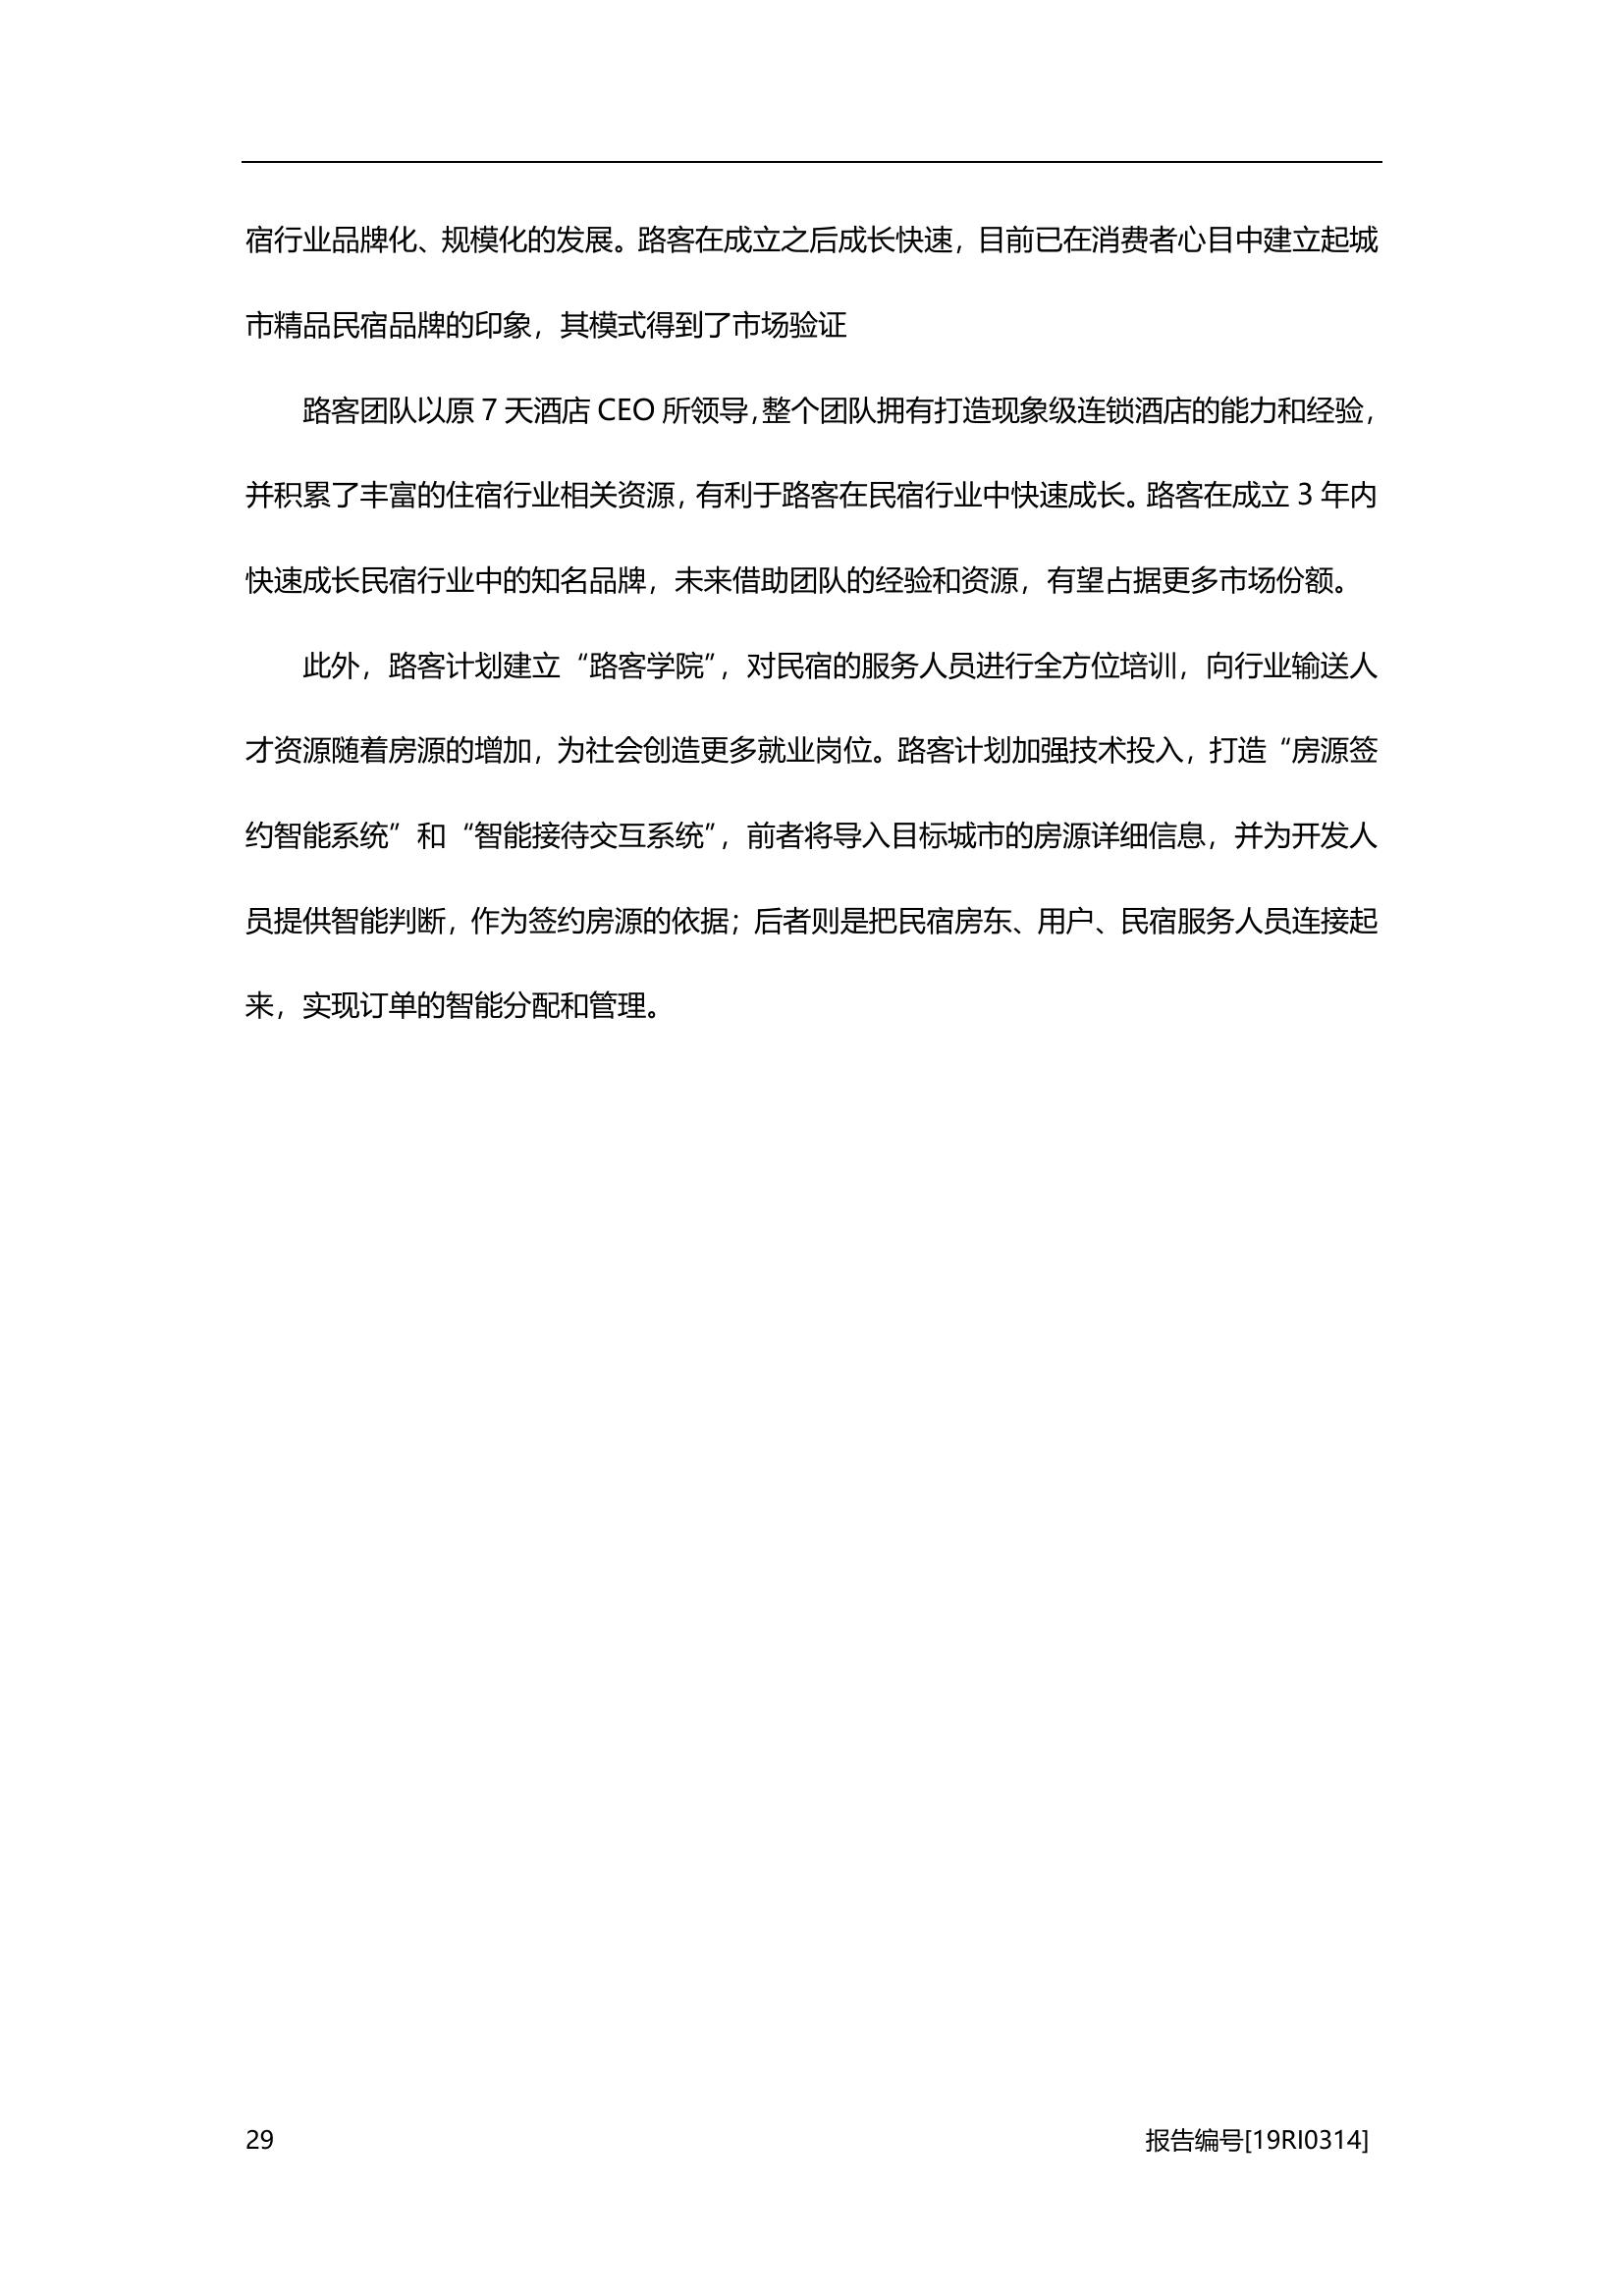 宿行业品牌化、规模化的发展。路客在成立之后成长快速，目前已在消费者心目中建立起城
市精品民宿品牌的印象，其模式得到了市场验证
路客团队以原 7 天酒店 CEO 所领导，整个团队拥有打造现象级连锁酒店的能力和经验，
并积累了丰富的住宿行业相关资源，有利于路客在民宿行业中快速成长。路客在成立 3 年内
快速成长民宿行业中的知名品牌，未来借助团队的经验和资源，有望占据更多市场份额。
此外，路客计划建立“路客学院”，对民宿的服务人员进行全方位培训，向行业输送人
才资源随着房源的增加，为社会创造更多就业岗位。路客计划加强技术投入，打造“房源签
约智能系统”和“智能接待交互系统”，前者将导入目标城市的房源详细信息，并为开发人
员提供智能判断，作为签约房源的依据；后者则是把民宿房东、用户、民宿服务人员连接起
来，实现订单的智能分配和管理。
29 报告编号[19RI0314]